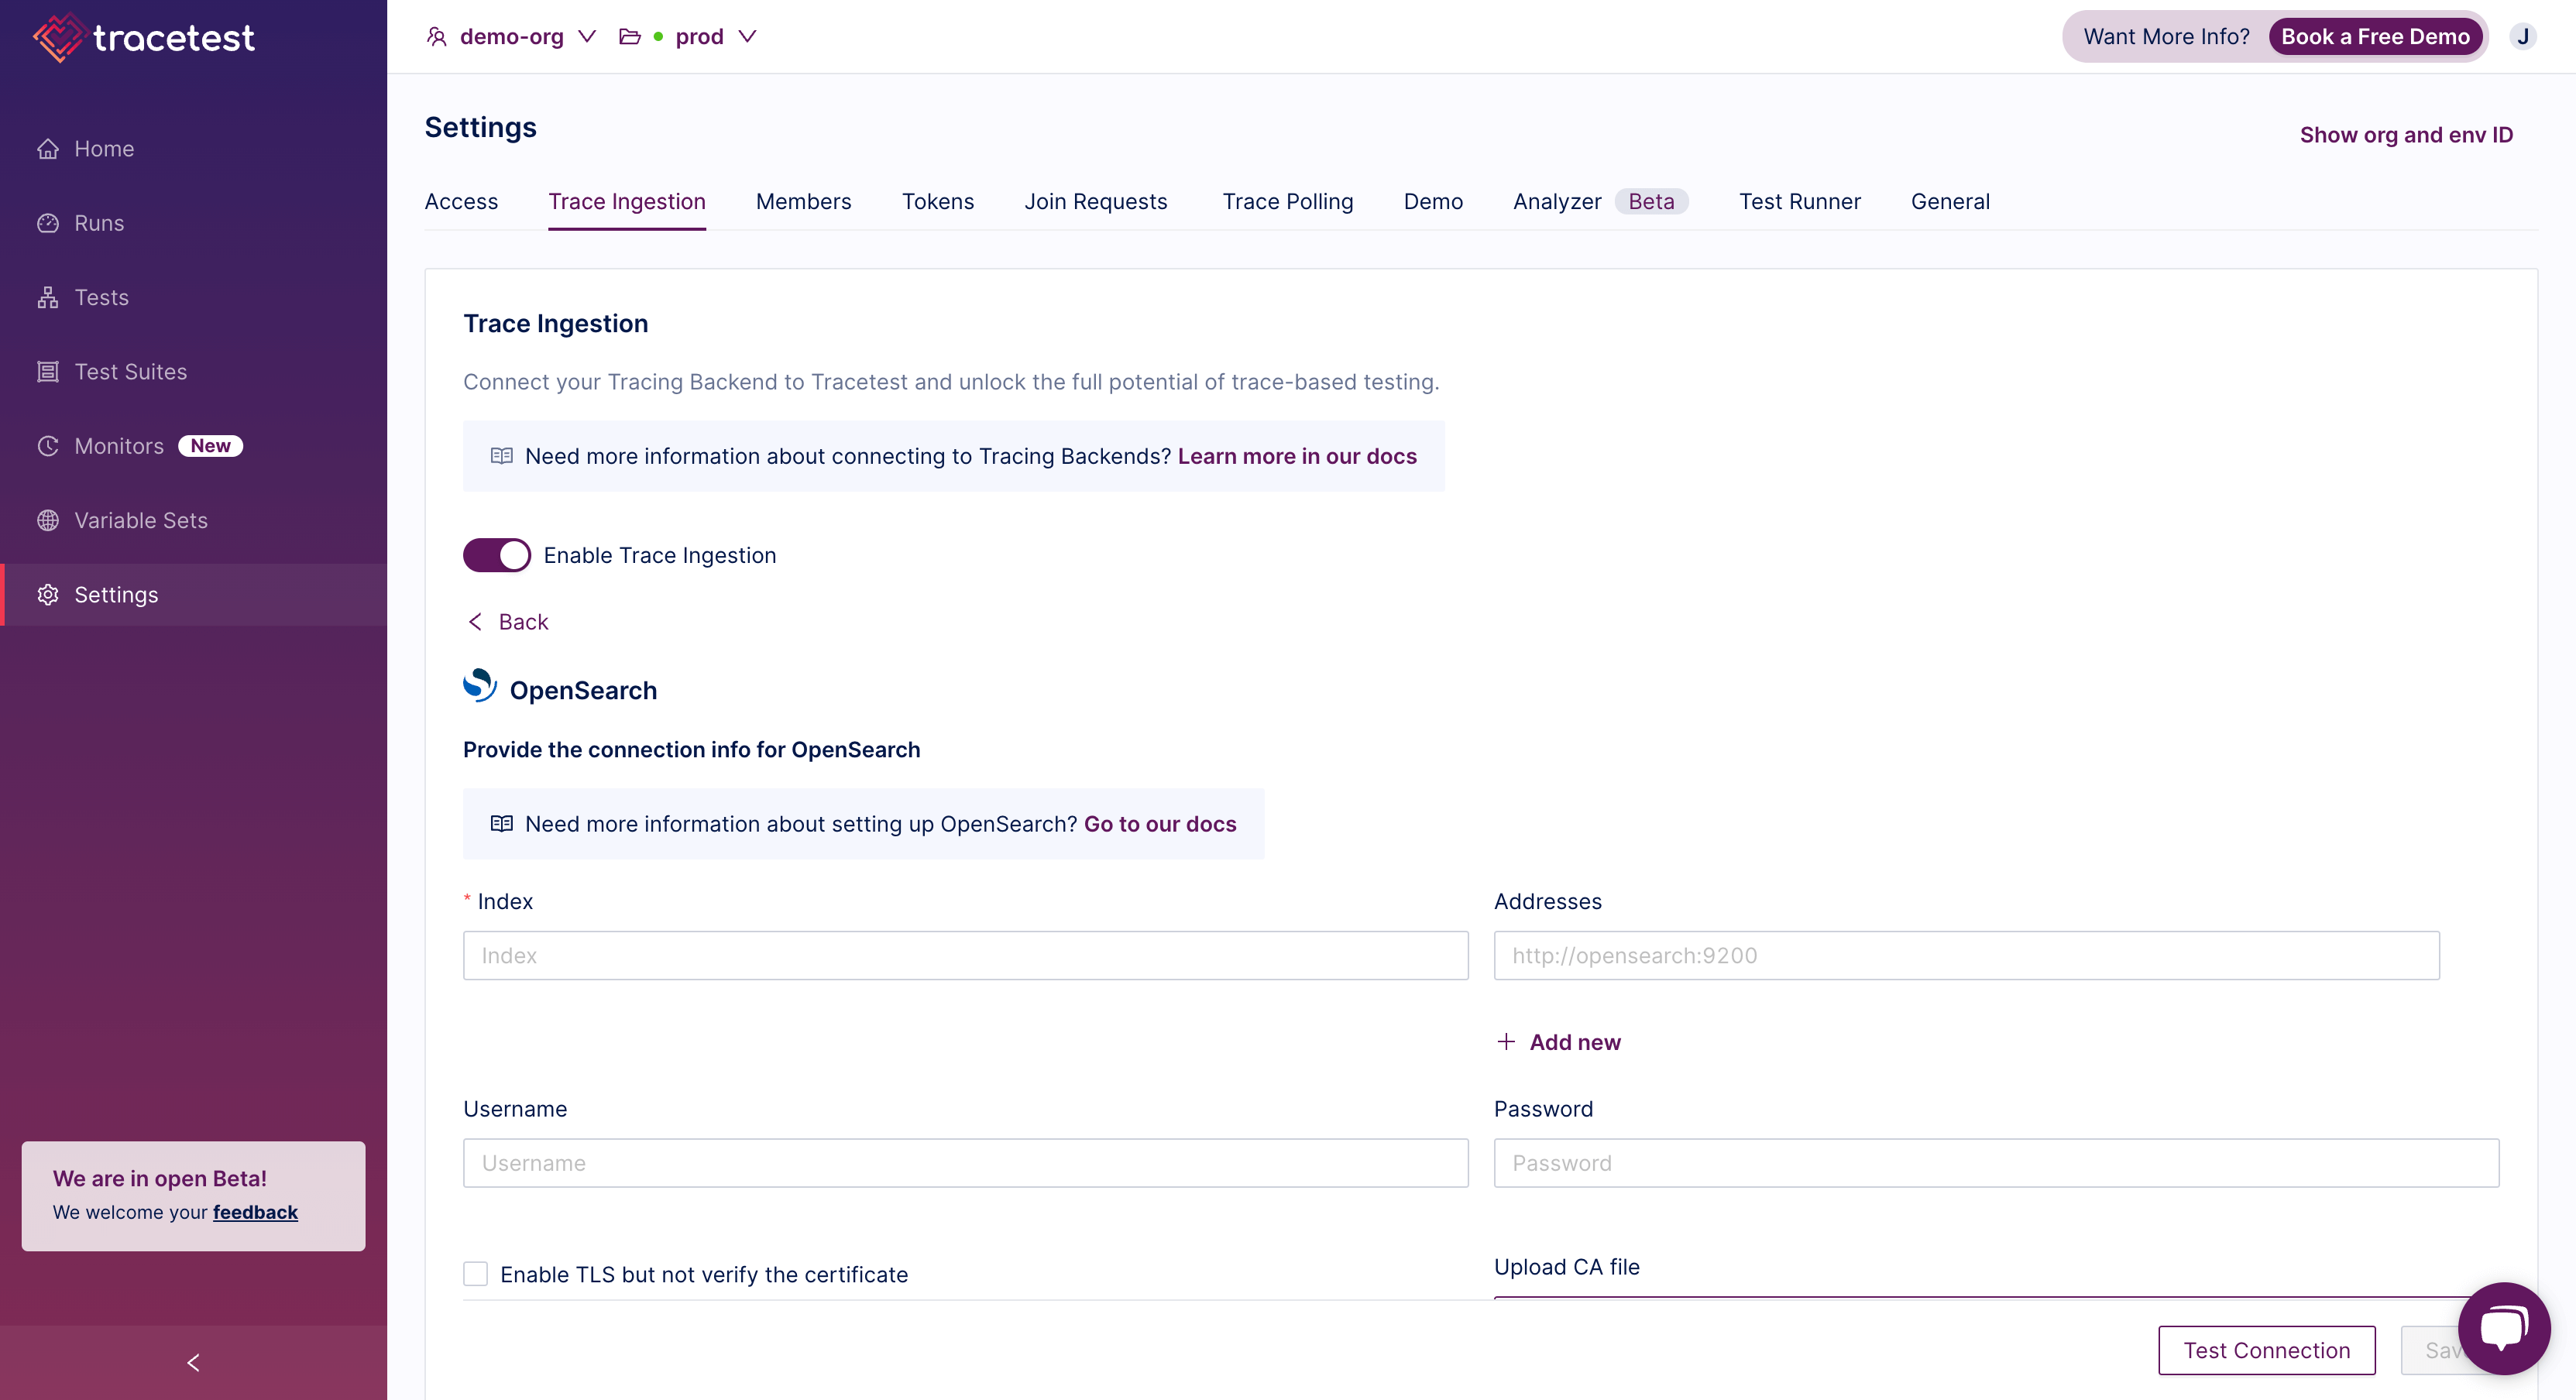 tracetest
demo-org
prod
Want More Info? Book a Free Demo
J
Home
Runs
Tests
Test Suites
Monitors New
Variable Sets
Settings
We are in open Beta!
We welcome your feedback
Settings
Show org and env ID
Access Trace Ingestion Members Tokens Join Requests Trace Polling Demo Analyzer Beta Test Runner General
Trace Ingestion
Connect your Tracing Backend to Tracetest and unlock the full potential of trace-based testing.
Need more information about connecting to Tracing Backends? Learn more in our docs
Enable Trace Ingestion
Back
OpenSearch
Provide the connection info for OpenSearch
Need more information about setting up OpenSearch? Go to our docs
* Index
Index
Addresses
http://opensearch:9200
+ Add new
Username
Username
Password
Password
Enable TLS but not verify the certificate
Upload CA file
Test Connection